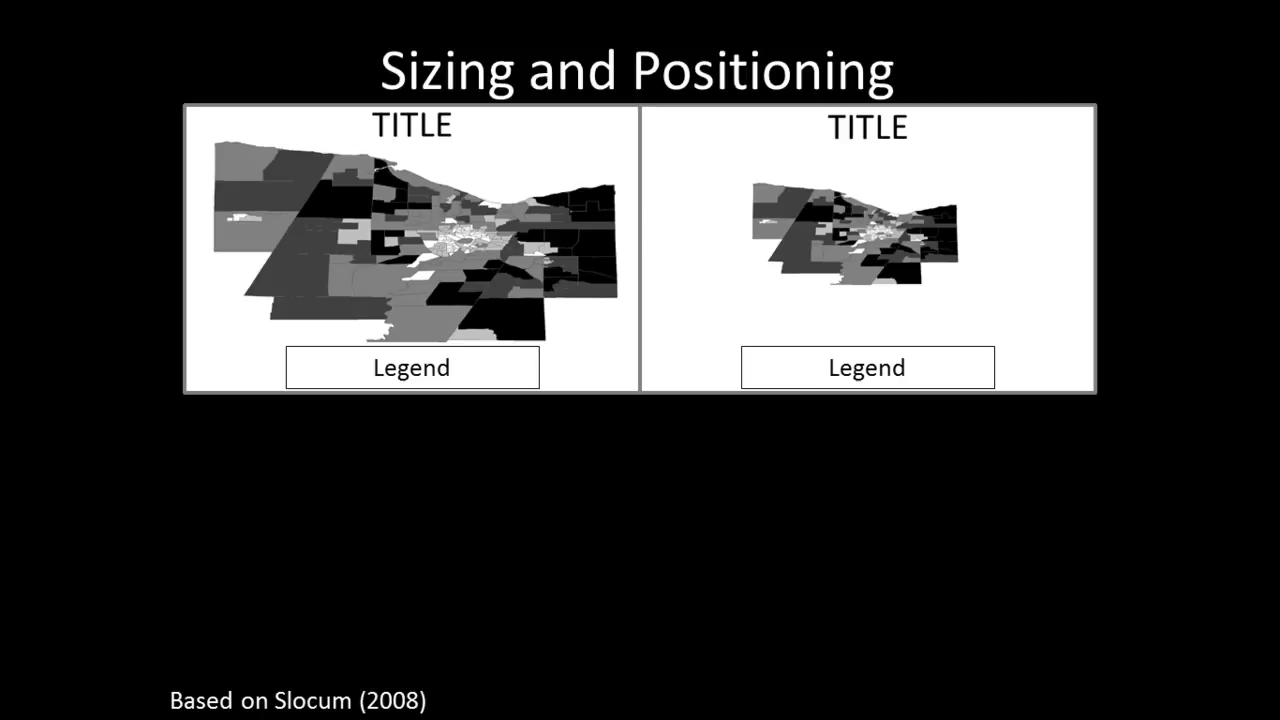 Sizing and Positioning
TITLE
TITLE
Legend
Legend
Based on Slocum (2008)